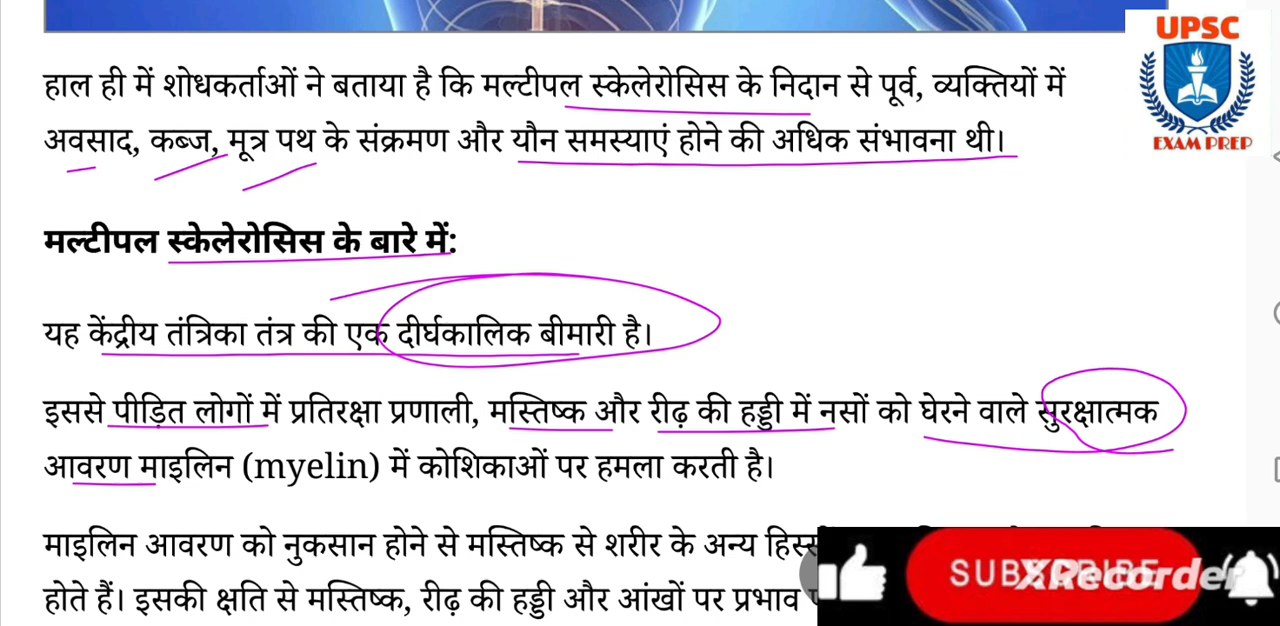 UPSC
EXAM PREP
हाल ही में शोधकर्ताओं ने बताया है कि मल्टीपल स्केलेरोसिस के निदान से पूर्व, व्यक्तियों में
अवसाद, कब्ज, मूत्र पथ के संक्रमण और यौन समस्याएं होने की अधिक संभावना थी।
मल्टीपल स्केलेरोसिस के बारे में:
यह केंद्रीय तंत्रिका तंत्र की एक दीर्घकालिक बीमारी है।
इससे पीड़ित लोगों में प्रतिरक्षा प्रणाली, मस्तिष्क और रीढ़ की हड्डी में नसों को घेरने वाले सुरक्षात्मक
आवरण माइलिन (myelin) में कोशिकाओं पर हमला करती है।
माइलिन आवरण को नुकसान होने से मस्तिष्क से शरीर के अन्य
होते हैं। इसकी क्षति से मस्तिष्क, रीढ़ की हड्डी और आंखों पर प्रभाव
SUBSCRIBE
XRecorder